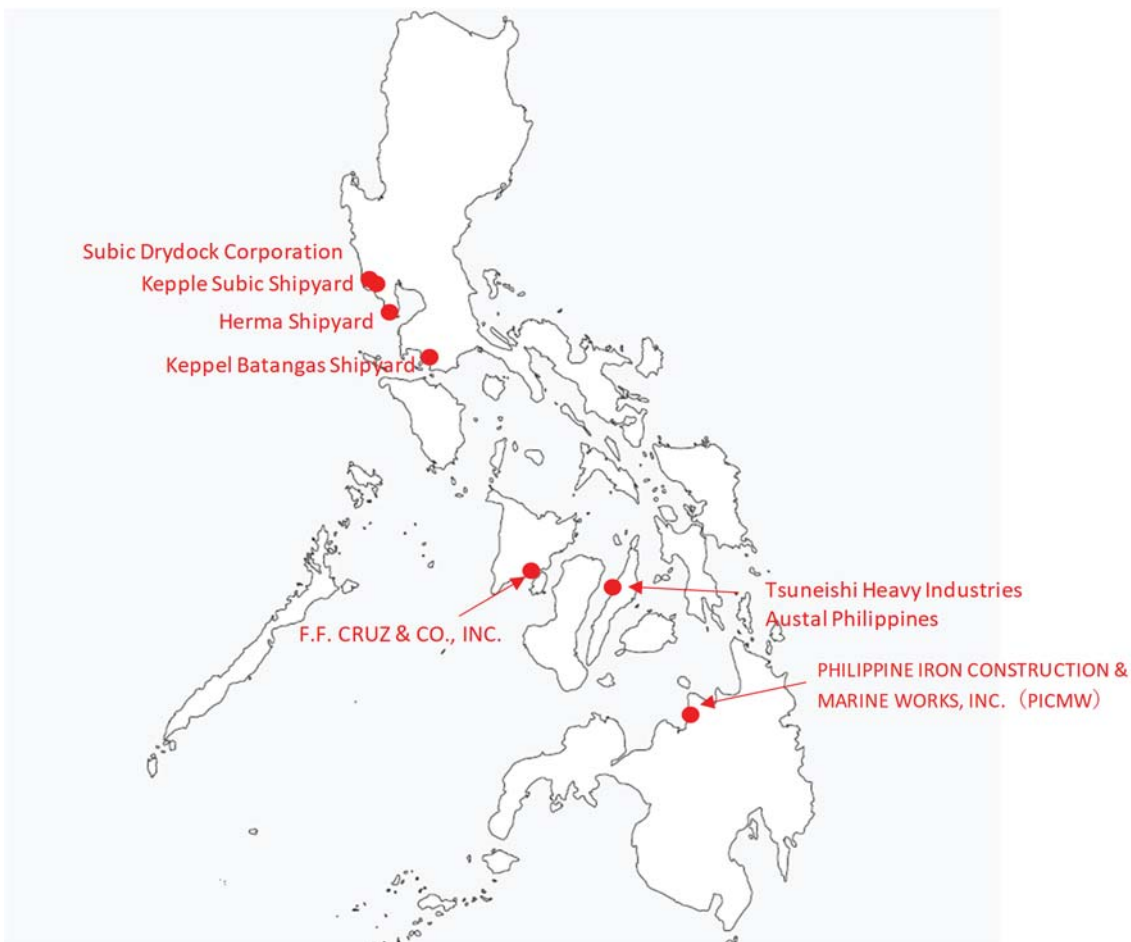 Subic Drydock Corporation
Kepple Subic Shipyard
Herma Shipyard
Keppel Batangas Shipyard
F.F. CRUZ & CO., INC.
Tsuneishi Heavy Industries
Austal Philippines
PHILIPPINE IRON CONSTRUCTION &
MARINE WORKS, INC.（PICMW）